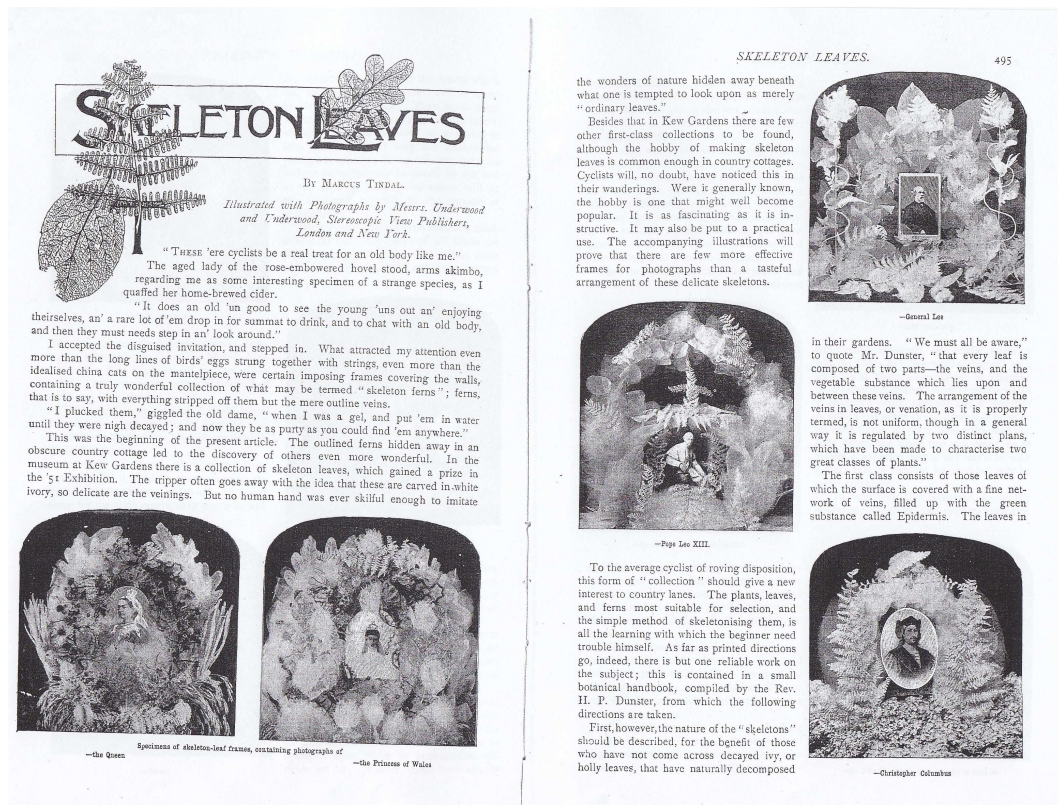 SKELETON LEAVES
BY MARCUS TINDAL.
Illustrated with Photographs by Messrs. Underwood
and Underwood, Stereoscopic View Publishers,
London and New York.
"THESE 'ere cyclists be a real treat for an old body like me."
The aged lady of the rose-embowered hovel stood, arms akimbo,
regarding me as some interesting specimen of a strange species, as I
quaffed her home-brewed cider.
"It does an old 'un good to see the young 'uns out an' enjoying
theirselves, an' a rare lot of 'em drop in for summat to drink, and to chat with an old body,
and then they must needs step in an' look around."
I accepted the disguised invitation, and stepped in. What attracted my attention even
more than the long lines of birds' eggs strung together with strings, even more than the
idealised china cats on the mantelpiece, were certain imposing frames covering the walls,
containing a truly wonderful collection of what may be termed "skeleton ferns"; ferns,
that is to say, with everything stripped off them but the mere outline veins.
"I plucked them," giggled the old dame, "when I was a gel, and put 'em in water
until they were nigh decayed; and now they be as purty as you could find 'em anywhere."
This was the beginning of the present article. The outlined ferns hidden away in an
obscure country cottage led to the discovery of others even more wonderful. In the
museum at Kew Gardens there is a collection of skeleton leaves, which gained a prize in
the '51 Exhibition. The tripper often goes away with the idea that these are carved in white
ivory, so delicate are the veinings. But no human hand was ever skilful enough to imitate
Specimens of skeleton-leaf frames, containing photographs of
—the Queen
—the Princess of Wales
SKELETON LEAVES.
495
the wonders of nature hidden away beneath
what one is tempted to look upon as merely
"ordinary leaves."
Besides that in Kew Gardens there are few
other first-class collections to be found,
although the hobby of making skeleton
leaves is common enough in country cottages.
Cyclists will, no doubt, have noticed this in
their wanderings. Were it generally known,
the hobby is one that might well become
popular. It is as fascinating as it is in-
structive. It may also be put to a practical
use. The accompanying illustrations will
prove that there are few more effective
frames for photographs than a tasteful
arrangement of these delicate skeletons.
—Pope Leo XIII.
To the average cyclist of roving disposition,
this form of "collection" should give a new
interest to country lanes. The plants, leaves,
and ferns most suitable for selection, and
the simple method of skeletonising them, is
all the learning with which the beginner need
trouble himself. As far as printed directions
go, indeed, there is but one reliable work on
the subject; this is contained in a small
botanical handbook, compiled by the Rev.
H. P. Dunster, from which the following
directions are taken.
First, however, the nature of the "skeletons"
should be described, for the benefit of those
who have not come across decayed ivy, or
holly leaves, that have naturally decomposed
—General Lee
in their gardens. "We must all be aware,"
to quote Mr. Dunster, "that every leaf is
composed of two parts—the veins, and the
vegetable substance which lies upon and
between these veins. The arrangement of the
veins in leaves, or venation, as it is properly
termed, is not uniform, though in a general
way it is regulated by two distinct plans,
which have been made to characterise two
great classes of plants."
The first class consists of those leaves of
which the surface is covered with a fine net-
work of veins, filled up with the green
substance called Epidermis. The leaves in
—Christopher Columbus